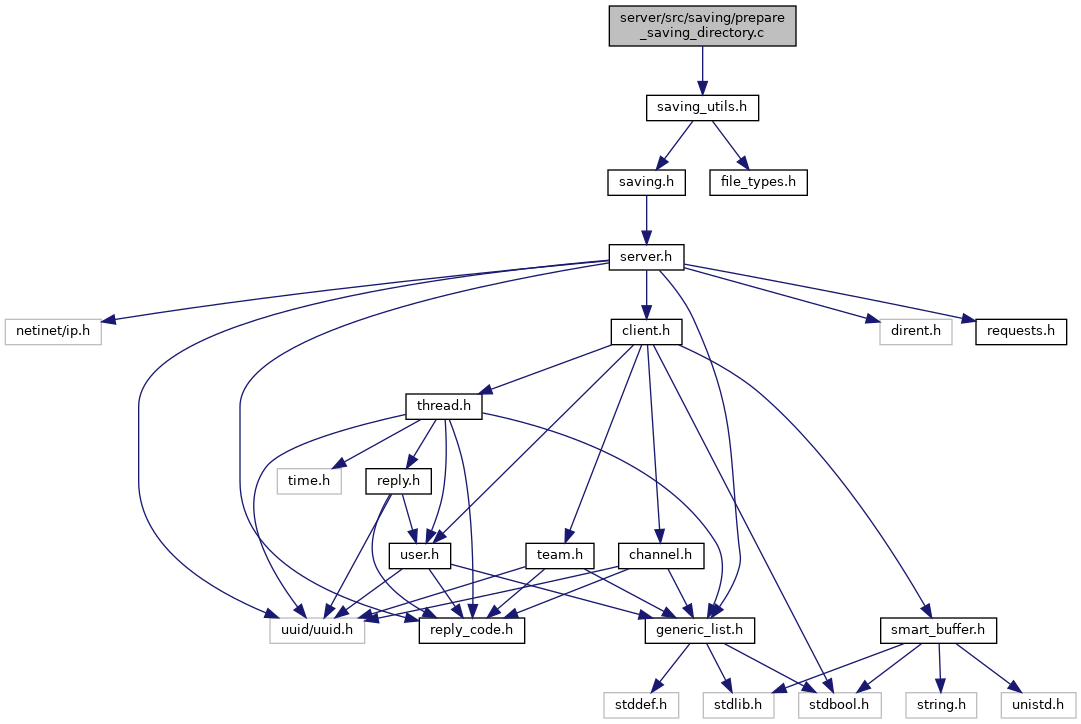 server/src/saving/prepare
_saving_directory.c
saving_utils.h
saving.h
file_types.h
server.h
netinet/ip.h
client.h
dirent.h
requests.h
thread.h
time.h
reply.h
user.h
team.h
channel.h
uuid/uuid.h
reply_code.h
generic_list.h
smart_buffer.h
stddef.h
stdlib.h
stdbool.h
string.h
unistd.h